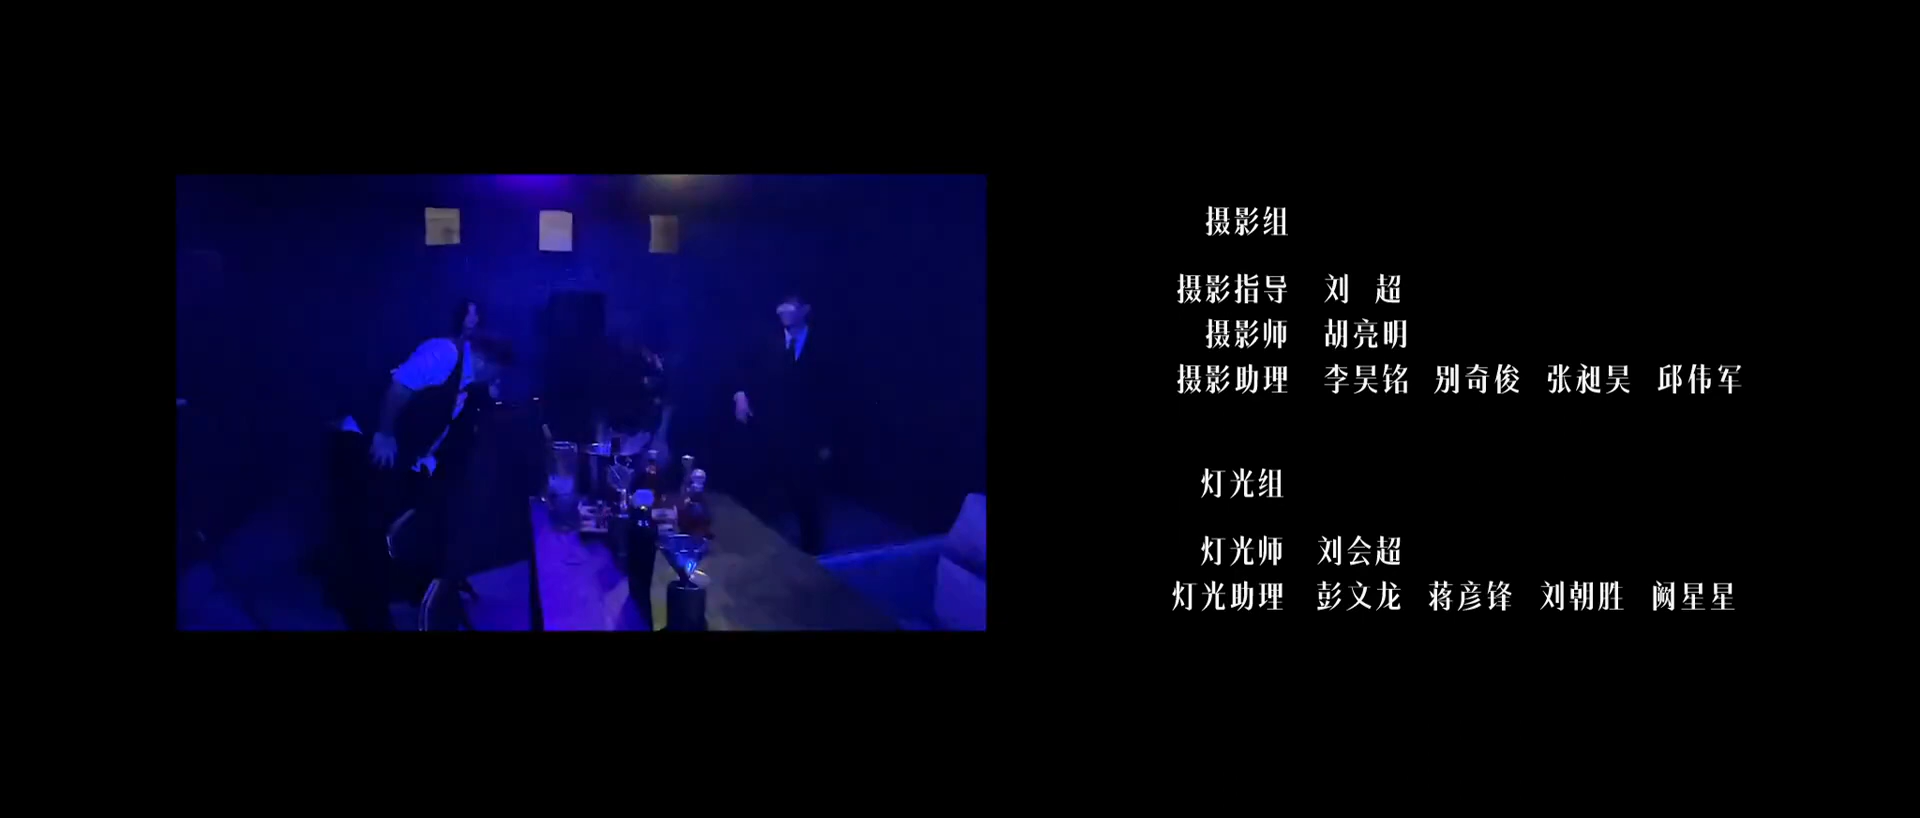 摄影组
摄影指导 刘 超
摄影师 胡亮明
摄影助理 李昊铭 别奇俊 张昶昊 邱伟军
灯光组
灯光师 刘会超
灯光助理 彭文龙 蒋彦锋 刘朝胜 阚星星